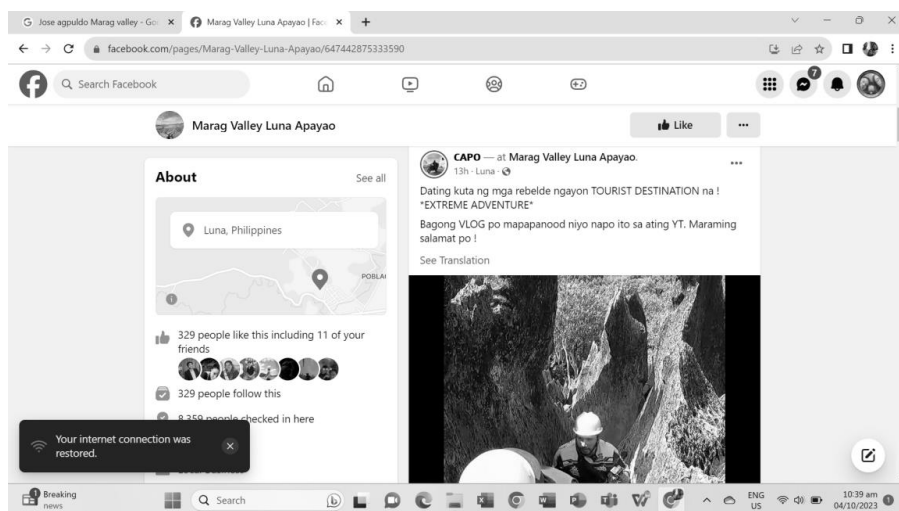 Jose agpuldo Marag valley - Go
Marag Valley Luna Apayao | Fac
facebook.com/pages/Marag-Valley-Luna-Apayao/647442875333590
Search Facebook
7
Marag Valley Luna Apayao
Like
About
See all
Luna, Philippines
POBLA
329 people like this including 11 of your
friends
329 people follow this
8,359 people checked in here
CAPO — at Marag Valley Luna Apayao.
13h · Luna ·
Dating kuta ng mga rebelde ngayon TOURIST DESTINATION na !
*EXTREME ADVENTURE*
Bagong VLOG po mapapanood niyo napo ito sa ating YT. Maraming
salamat po !
See Translation
Your internet connection was
restored.
1
Breaking
news
Search
ENG
US
10:39 am
04/10/2023
1